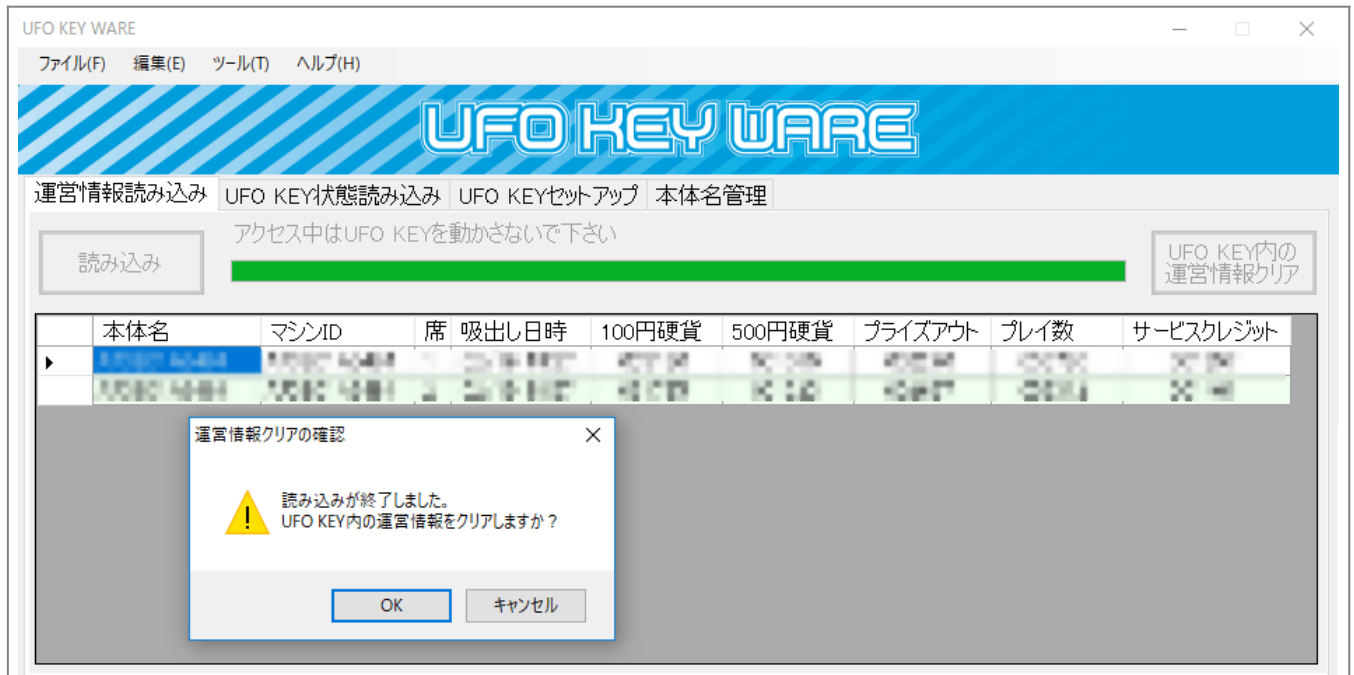 UFO KEY WARE
ファイル(F) 編集(E) ツール(T) ヘルプ(H)
UFO KEY WARE
運営情報読み込み UFO KEY状態読み込み UFO KEYセットアップ 本体名管理
読み込み
アクセス中はUFO KEYを動かさないで下さい
UFO KEY内の
運営情報クリア
本体名 マシンID 席 吸出し日時 100円硬貨 500円硬貨 プライズアウト プレイ数 サービスクレジット
運営情報クリアの確認
読み込みが終了しました。
UFO KEY内の運営情報をクリアしますか？
OK キャンセル